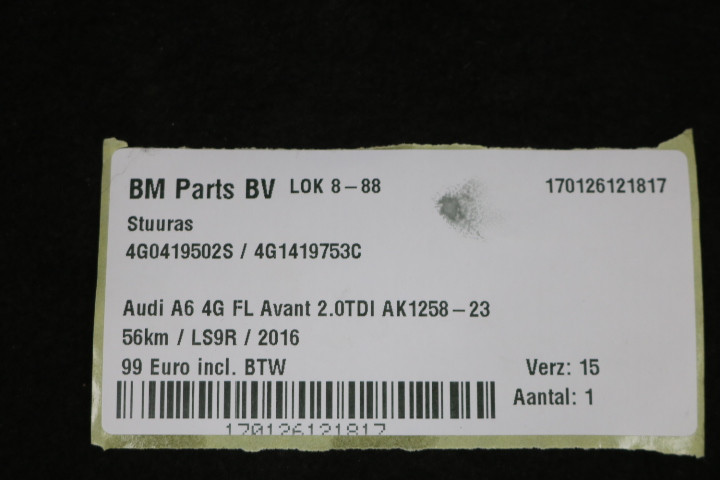 BM Parts BV LOK 8-88 170126121817
Stuuras
4G0419502S / 4G1419753C
Audi A6 4G FL Avant 2.0TDI AK1258-23
56km / LS9R / 2016
99 Euro incl. BTW Verz: 15
Aantal: 1
170126121817